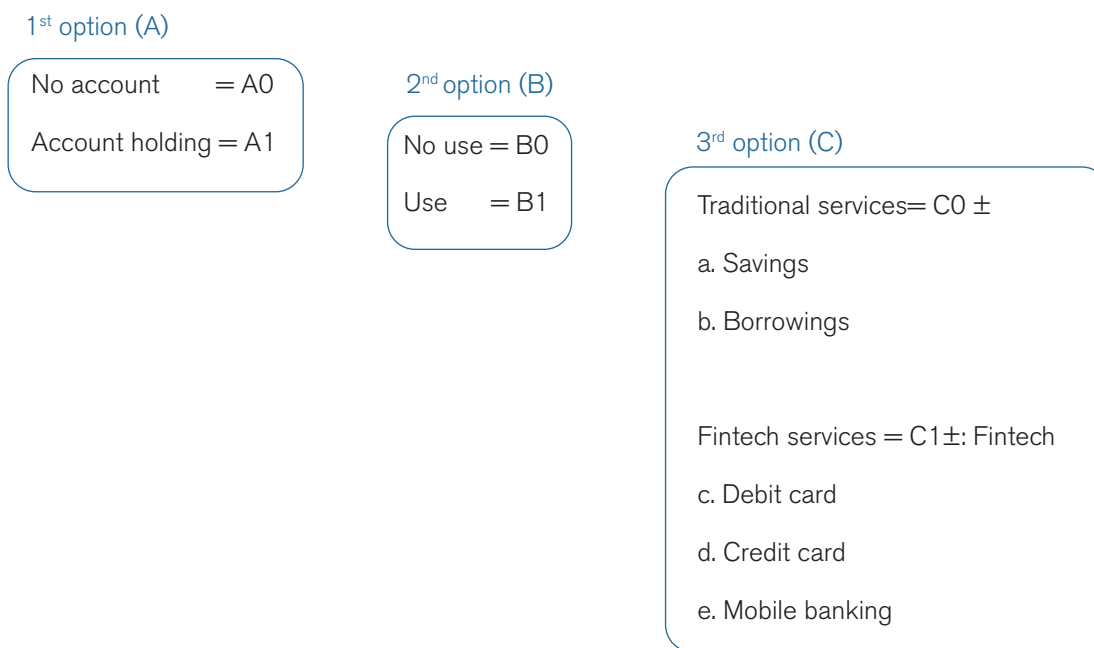 1st option (A)
No account = A0
Account holding = A1
2nd option (B)
No use = B0
Use = B1
3rd option (C)
Traditional services= C0 ±
a. Savings
b. Borrowings
Fintech services = C1±: Fintech
c. Debit card
d. Credit card
e. Mobile banking